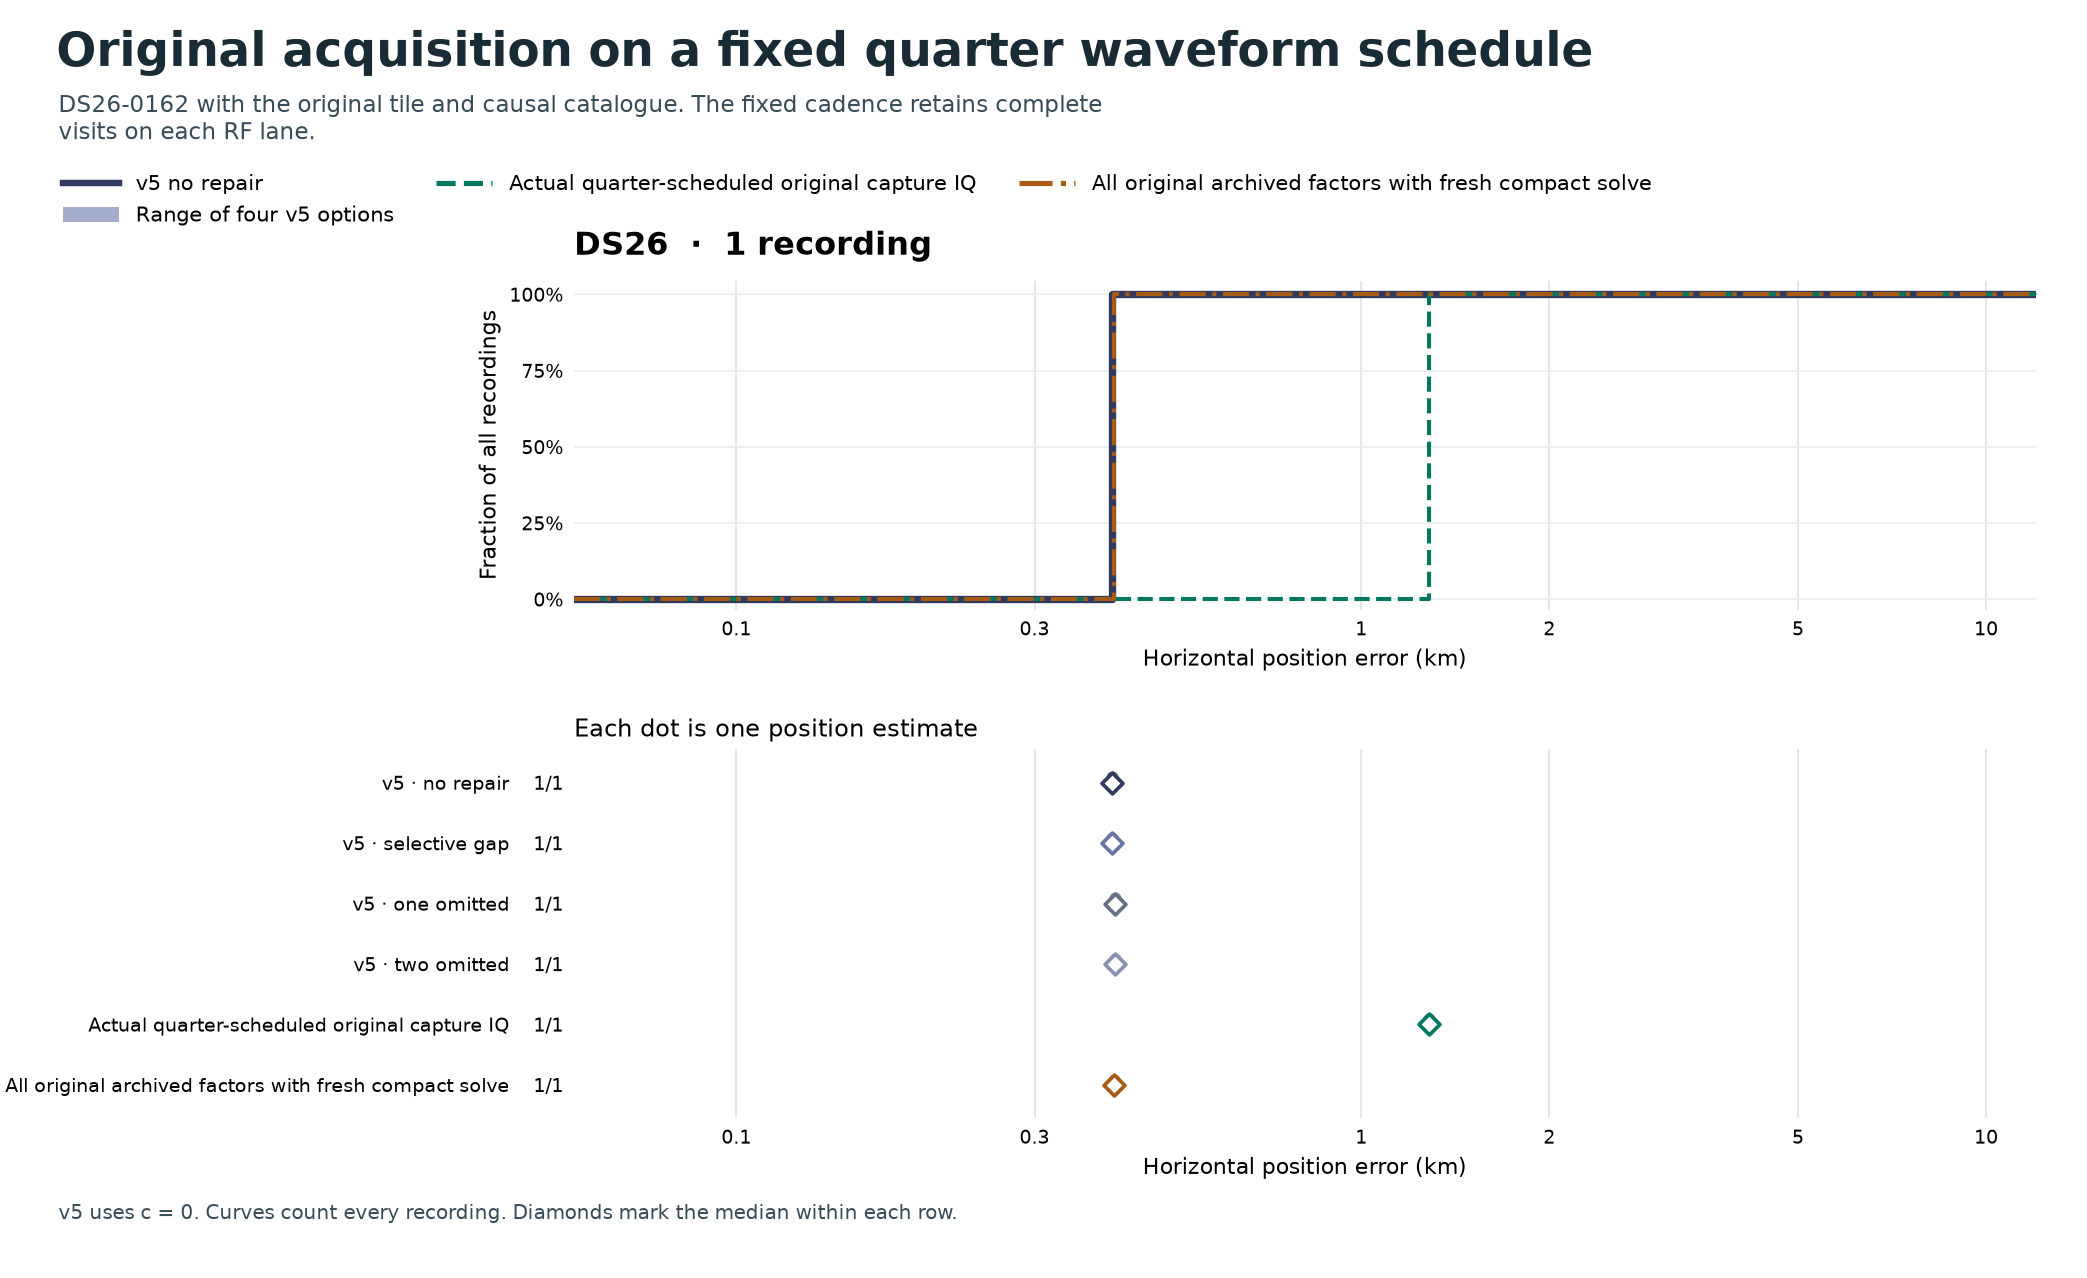 Original acquisition on a fixed quarter waveform schedule
DS26-0162 with the original tile and causal catalogue. The fixed cadence retains complete
visits on each RF lane.
v5 no repair
Actual quarter-scheduled original capture IQ
All original archived factors with fresh compact solve
Range of four v5 options
DS26 · 1 recording
Fraction of all recordings
100%
75%
50%
25%
0%
0.1 0.3 1 2 5 10
Horizontal position error (km)
Each dot is one position estimate
v5 · no repair 1/1
v5 · selective gap 1/1
v5 · one omitted 1/1
v5 · two omitted 1/1
Actual quarter-scheduled original capture IQ 1/1
All original archived factors with fresh compact solve 1/1
0.1 0.3 1 2 5 10
Horizontal position error (km)
v5 uses c = 0. Curves count every recording. Diamonds mark the median within each row.